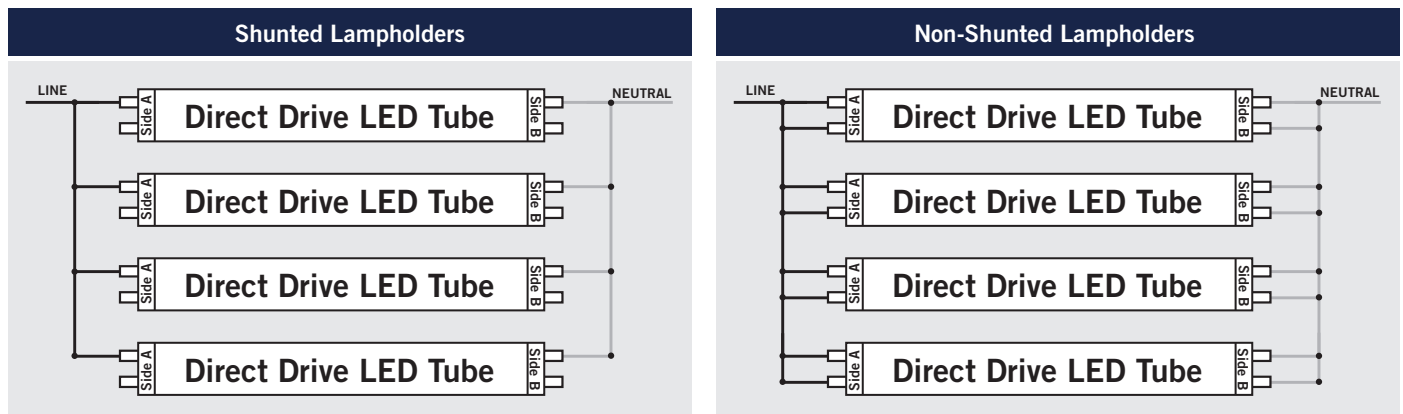 Shunted Lampholders
LINE
NEUTRAL
Side A
Direct Drive LED Tube
Side B
Side A
Direct Drive LED Tube
Side B
Side A
Direct Drive LED Tube
Side B
Side A
Direct Drive LED Tube
Side B
Non-Shunted Lampholders
LINE
NEUTRAL
Side A
Direct Drive LED Tube
Side B
Side A
Direct Drive LED Tube
Side B
Side A
Direct Drive LED Tube
Side B
Side A
Direct Drive LED Tube
Side B